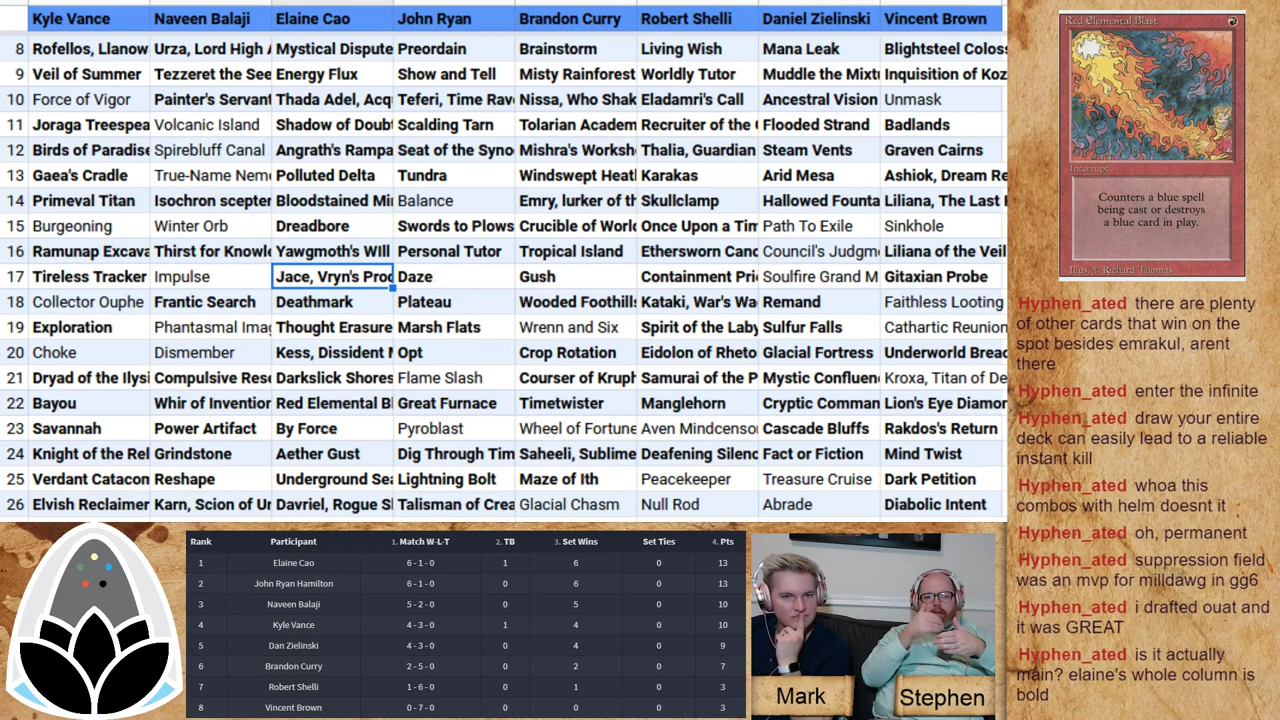 Kyle Vance Naveen Balaji Elaine Cao John Ryan Brandon Curry Robert Shelli Daniel Zielinski Vincent Brown
8 Rofellos, Llanow Urza, Lord High A Mystical Dispute Preordain Brainstorm Living Wish Mana Leak Blightsteel Colos
9 Veil of Summer Tezzeret the See Energy Flux Show and Tell Misty Rainforest Worldly Tutor Muddle the Mixtu Inquisition of Koz
10 Force of Vigor Painter's Servant Thada Adel, Acq Teferi, Time Rav Nissa, Who Shak Eladamri's Call Ancestral Vision Unmask
11 Joraga Treespea Volcanic Island Shadow of Doubt Scalding Tarn Tolarian Academ Recruiter of the Flooded Strand Badlands
12 Birds of Paradise Spirebluff Canal Angrath's Rampa Seat of the Syno Mishra's Worksh Thalia, Guardian Steam Vents Graven Cairns
13 Gaea's Cradle True-Name Neme Polluted Delta Tundra Windswept Heath Karakas Arid Mesa Ashiok, Dream Re
14 Primeval Titan Isochron scepter Bloodstained Mir Balance Emry, lurker of th Skullclamp Hallowed Founta Liliana, The Last
15 Burgeoning Winter Orb Dreadbore Swords to Plows Crucible of World Once Upon a Tim Path To Exile Sinkhole
16 Ramunap Excava Thirst for Knowle Yawgmoth's WIll Personal Tutor Tropical Island Ethersworn Cano Council's Judgm Liliana of the Veil
17 Tireless Tracker Impulse Jace, Vryn's Prod Daze Gush Containment Prie Soulfire Grand M Gitaxian Probe
18 Collector Ouphe Frantic Search Deathmark Plateau Wooded Foothills Kataki, War's Wa Remand Faithless Looting
19 Exploration Phantasmal Imag Thought Erasure Marsh Flats Wrenn and Six Spirit of the Laby Sulfur Falls Cathartic Reunion
20 Choke Dismember Kess, Dissident M Opt Crop Rotation Eidolon of Rheto Glacial Fortress Underworld Breac
21 Dryad of the Ilysi Compulsive Rese Darkslick Shores Flame Slash Courser of Kruph Samurai of the P Mystic Confluen Kroxa, Titan of De
22 Bayou Whir of Invention Red Elemental Bl Great Furnace Timetwister Manglehorn Cryptic Comman Lion's Eye Diamon
23 Savannah Power Artifact By Force Pyroblast Wheel of Fortune Aven Mindcensor Cascade Bluffs Rakdos's Return
24 Knight of the Rel Grindstone Aether Gust Dig Through Tim Saheeli, Sublime Deafening Silenc Fact or Fiction Mind Twist
25 Verdant Catacom Reshape Underground Sea Lightning Bolt Maze of Ith Peacekeeper Treasure Cruise Dark Petition
26 Elvish Reclaimer Karn, Scion of Ur Davriel, Rogue S Talisman of Crea Glacial Chasm Null Rod Abrade Diabolic Intent
Red Elemental Blast
Interrupt
Counters a blue spell
being cast or destroys
a blue card in play.
Illus. © Richard Thomas
Hyphen_ated there are plenty
of other cards that win on the
spot besides emrakul, arent
there
Hyphen_ated enter the infinite
Hyphen_ated draw your entire
deck can easily lead to a reliable
instant kill
Hyphen_ated whoa this
combos with helm doesnt it
Hyphen_ated oh, permanent
Hyphen_ated suppression field
was an mvp for milldawg in gg6
Hyphen_ated i drafted ouat and
it was GREAT
Hyphen_ated is it actually
main? elaine's whole column is
bold
Rank Participant 1. Match W-L-T 2. TB 3. Set Wins Set Ties 4. Pts
1 Elaine Cao 6 - 1 - 0 1 6 0 13
2 John Ryan Hamilton 6 - 1 - 0 0 6 0 13
3 Naveen Balaji 5 - 2 - 0 0 5 0 10
4 Kyle Vance 4 - 3 - 0 1 4 0 10
5 Dan Zielinski 4 - 3 - 0 0 4 0 9
6 Brandon Curry 2 - 5 - 0 0 2 0 7
7 Robert Shelli 1 - 6 - 0 0 1 0 3
8 Vincent Brown 0 - 7 - 0 0 0 0 3
Mark
Stephen